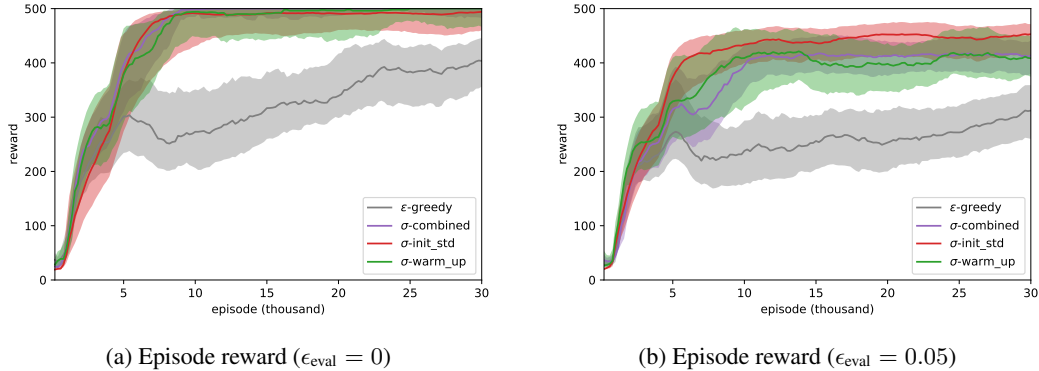 500
400
300
200
100
0
reward
5
10
15
20
25
30
episode (thousand)
ε-greedy
σ-combined
σ-init_std
σ-warm_up
(a) Episode reward (ϵeval = 0)
500
400
300
200
100
0
reward
5
10
15
20
25
30
episode (thousand)
ε-greedy
σ-combined
σ-init_std
σ-warm_up
(b) Episode reward (ϵeval = 0.05)